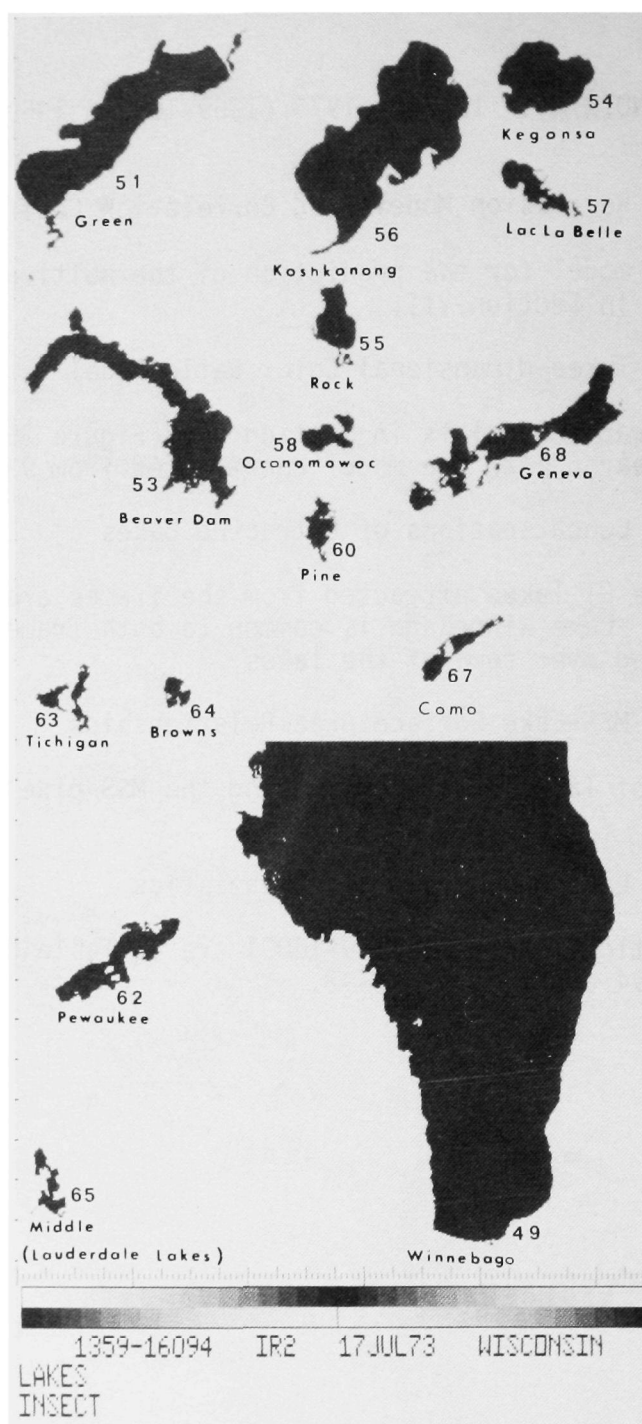 51
Green
56
Koshkonong
54
Kegonsa
57
Lac La Belle
55
Rock
53
Beaver Dam
58
Oconomowoc
68
Geneva
60
Pine
67
Como
63
Tichigan
64
Browns
62
Pewaukee
65
Middle
(Lauderdale Lakes)
49
Winnebago
1359-16094 IR2 17JUL73 WISCONSIN
LAKES
INSECT